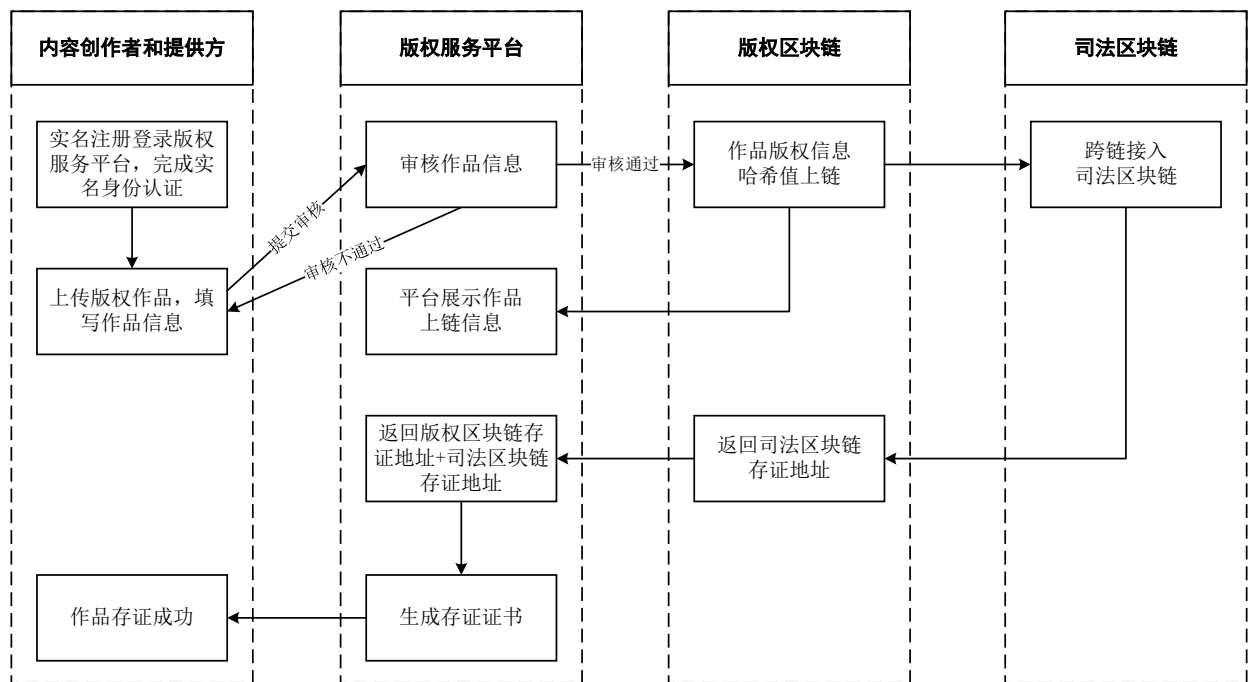 内容创作者和提供方
版权服务平台
版权区块链
司法区块链
实名注册登录版权
服务平台，完成实
名身份认证
提交审核
审核作品信息
审核通过
作品版权信息
哈希值上链
跨链接入
司法区块链
审核不通过
上传版权作品，填
写作品信息
平台展示作品
上链信息
返回版权区块链存
证地址+司法区块链
存证地址
返回司法区块链
存证地址
作品存证成功
生成存证证书